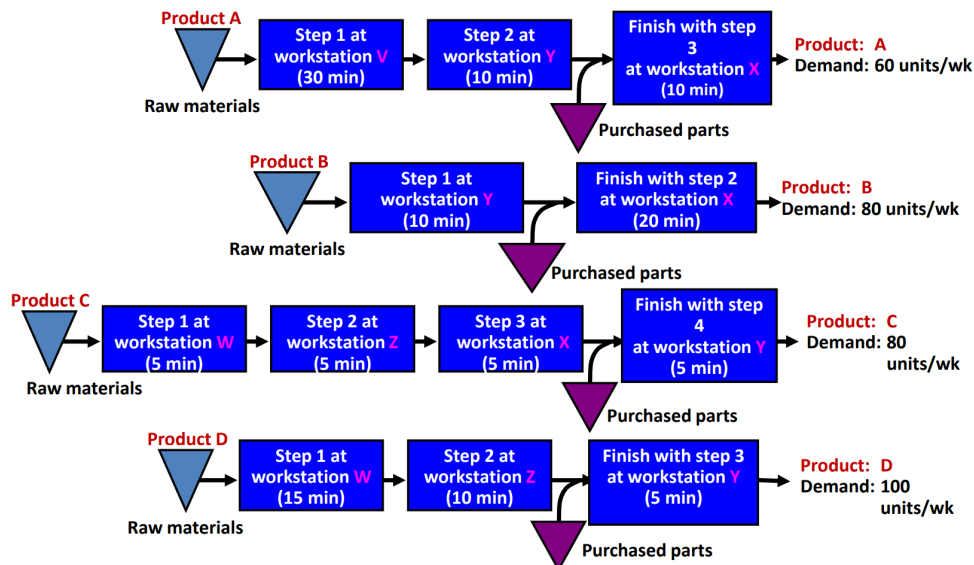 Product A
Step 1 at
workstation V
(30 min)
Step 2 at
workstation Y
(10 min)
Finish with step
3
at workstation X
(10 min)
Product: A
Demand: 60 units/wk
Raw materials
Purchased parts
Product B
Step 1 at
workstation
Y
(10 min)
Finish with step 2
at workstation X
(20 min)
Product: B
Demand: 80 units/wk
Raw materials
Purchased parts
Product C
Step 1 at
workstation W
(5 min)
Step 2 at
workstation Z
(5 min)
Step 3 at
workstation X
(5 min)
Finish with step
4
at workstation Y
(5 min)
Product: C
Demand: 80
units/wk
Raw materials
Purchased parts
Product D
Step 1 at
workstation W
(15 min)
Step 2 at
workstation Z
(10 min)
Finish with step 3
at workstation Y
(5 min)
Product: D
Demand: 100
units/wk
Raw materials
Purchased parts